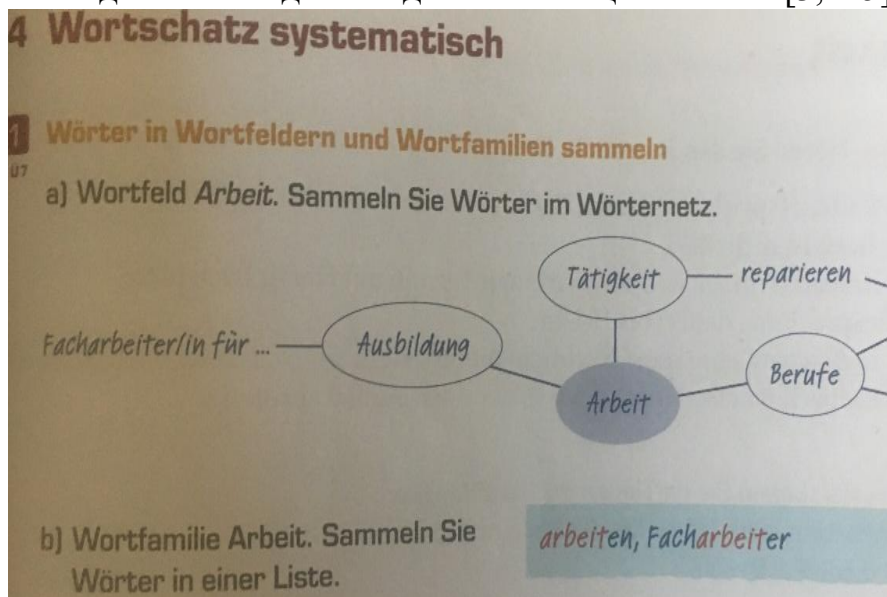 4 Wortschatz systematisch
1 Wörter in Wortfeldern und Wortfamilien sammeln
Ü7
a) Wortfeld Arbeit. Sammeln Sie Wörter im Wörternetz.
Tätigkeit reparieren
Facharbeiter/in für ... Ausbildung
Berufe
Arbeit
b) Wortfamilie Arbeit. Sammeln Sie
Wörter in einer Liste.
arbeiten, Facharbeiter